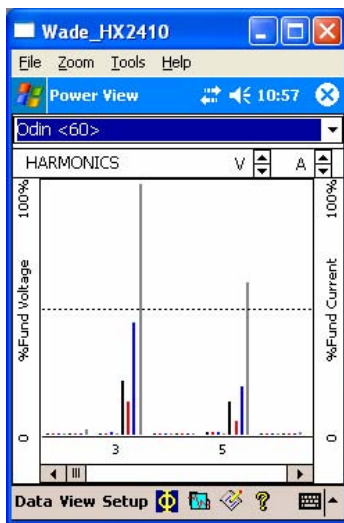 Wade_HX2410
File Zoom Tools Help
Power View 10:57
Odin <60>
HARMONICS V A
100%
%Fund Voltage
0
100%
%Fund Current
0
3 5
Data View Setup